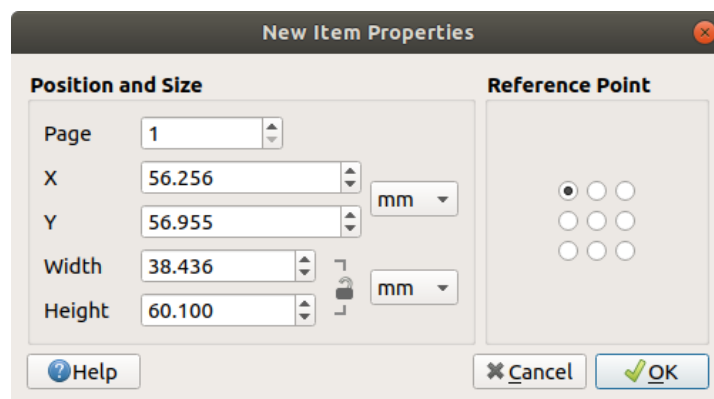 New Item Properties
Position and Size
Reference Point
Page 1
X 56.256
mm
Y 56.955
Width 38.436
mm
Height 60.100
Help
Cancel
OK